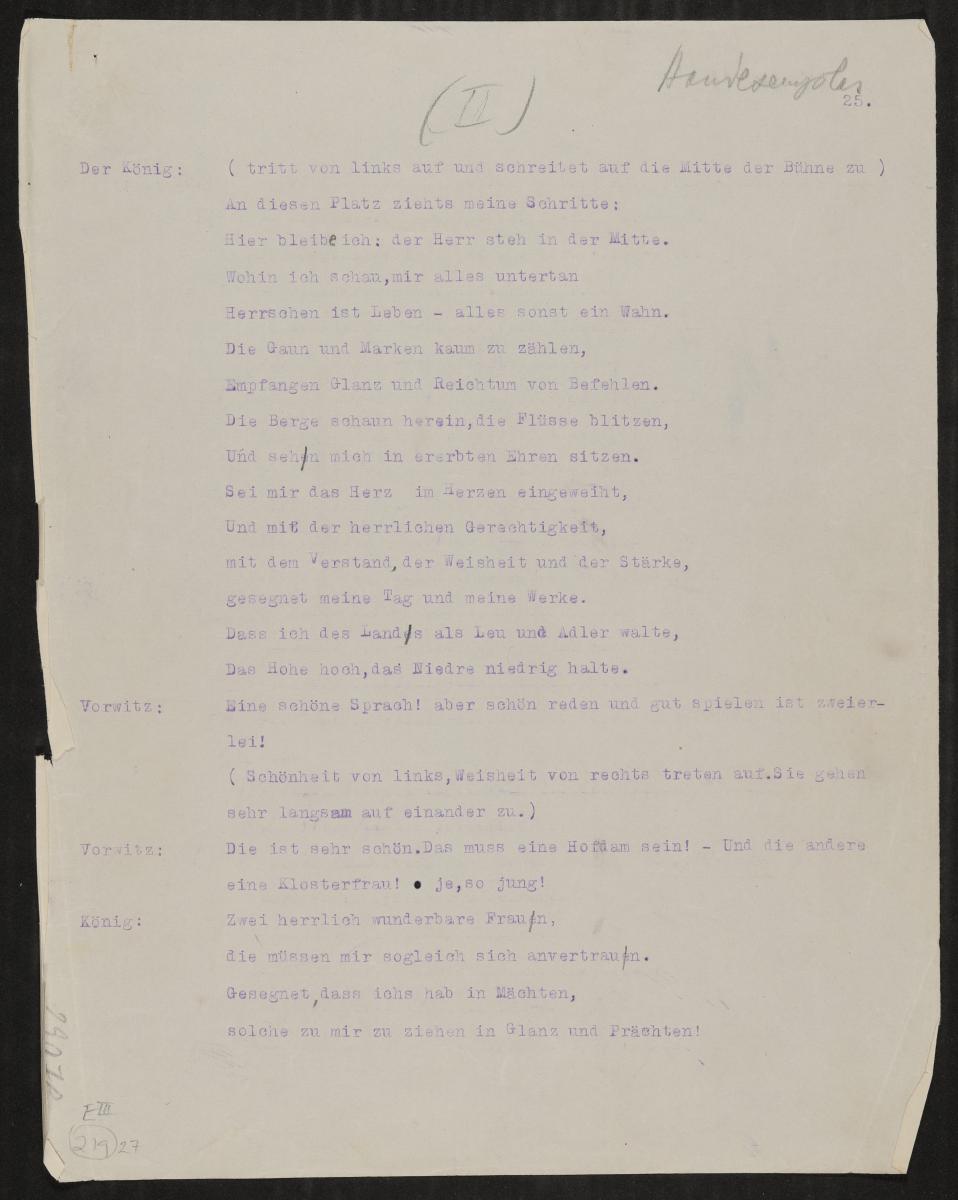 Handexemplar
(II)
25.
Der König: ( tritt von links auf und schreitet auf die Mitte der Bühne zu )
An diesen Platz ziehts meine Schritte;
Hier bleibe ich: der Herr steh in der Mitte.
Wohin ich schau,mir alles untertan
Herrschen ist Leben - alles sonst ein Wahn.
Die Gaun und Marken kaum zu zählen,
Empfangen Glanz und Reichtum von Befehlen.
Die Berge schaun herein,die Flüsse blitzen,
Und sehn mich in ererbten Ehren sitzen.
Sei mir das Herz im Herzen eingeweiht,
Und mit der herrlichen Gerechtigkeit,
mit dem Verstand,der Weisheit und der Stärke,
gesegnet meine Tag und meine Werke.
Dass ich des Lands als Leu und Adler walte,
Das Hohe hoch,das Niedre niedrig halte.
Vorwitz: Eine schöne Sprach! aber schön reden und gut spielen ist zweier-
lei!
( Schönheit von links,Weisheit von rechts treten auf.Sie gehen
sehr langsam auf einander zu.)
Vorwitz: Die ist sehr schön.Das muss eine Hofdam sein! - Und die andere
eine Klosterfrau! • je,so jung!
König: Zwei herrlich wunderbare Fraun,
die müssen mir sogleich sich anvertraun.
Gesegnet,dass ichs hab in Mächten,
solche zu mir zu ziehen in Glanz und Prächten!
EIII
219 27